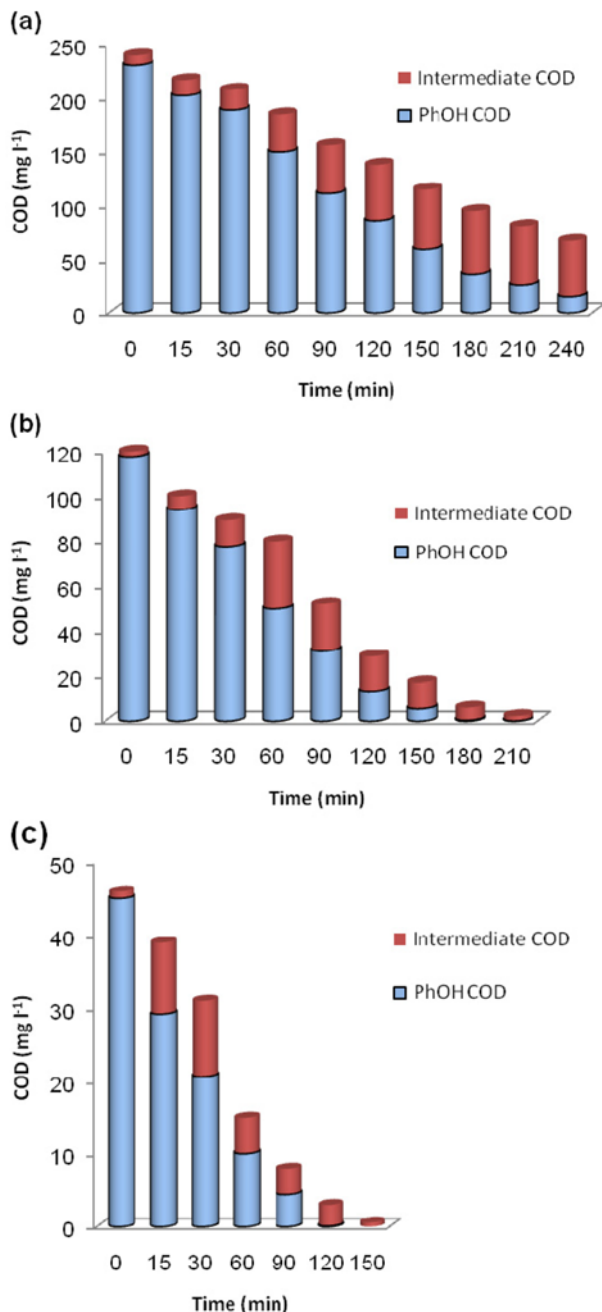 (a)
250
200
150
100
50
0
COD (mg l-1)
Intermediate COD
PhOH COD
0 15 30 60 90 120 150 180 210 240
Time (min)
(b)
120
100
80
60
40
20
0
COD (mg l-1)
Intermediate COD
PhOH COD
0 15 30 60 90 120 150 180 210
Time (min)
(c)
50
40
30
20
10
0
COD (mg l-1)
Intermediate COD
PhOH COD
0 15 30 60 90 120 150
Time (min)